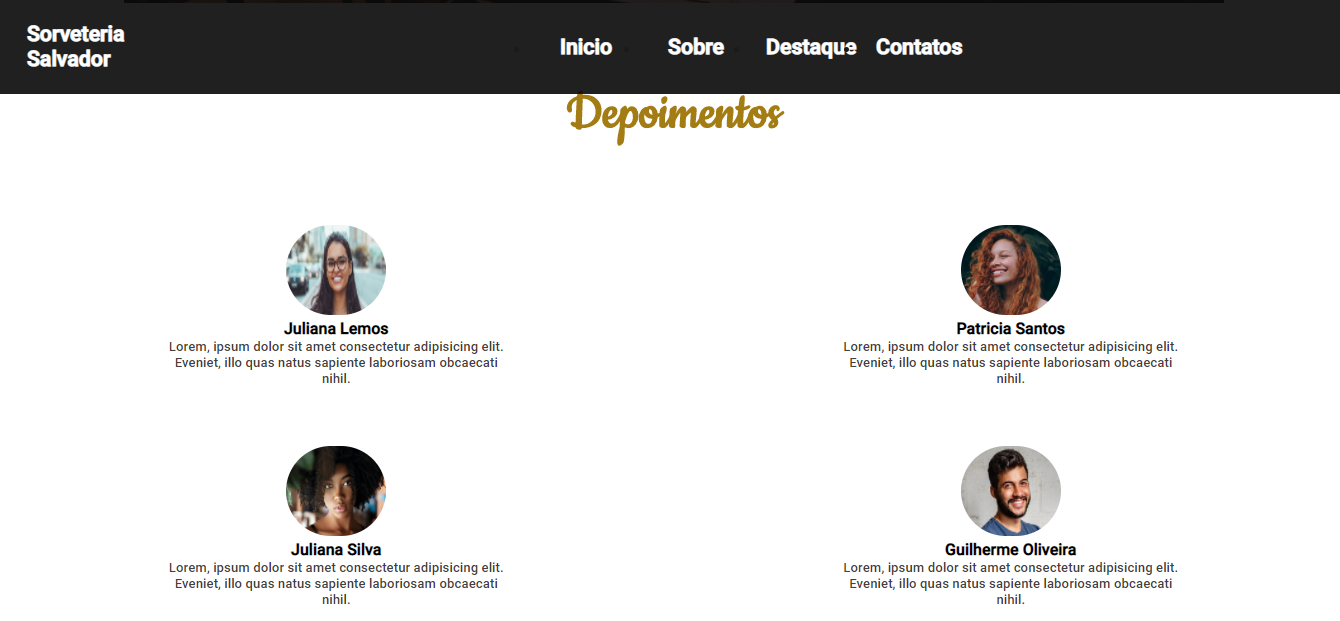 Sorveteria
Salvador
Inicio Sobre Destaque Contatos
Depoimentos
Juliana Lemos
Lorem, ipsum dolor sit amet consectetur adipisicing elit.
Eveniet, illo quas natus sapiente laboriosam obcaecati
nihil.
Patricia Santos
Lorem, ipsum dolor sit amet consectetur adipisicing elit.
Eveniet, illo quas natus sapiente laboriosam obcaecati
nihil.
Juliana Silva
Lorem, ipsum dolor sit amet consectetur adipisicing elit.
Eveniet, illo quas natus sapiente laboriosam obcaecati
nihil.
Guilherme Oliveira
Lorem, ipsum dolor sit amet consectetur adipisicing elit.
Eveniet, illo quas natus sapiente laboriosam obcaecati
nihil.